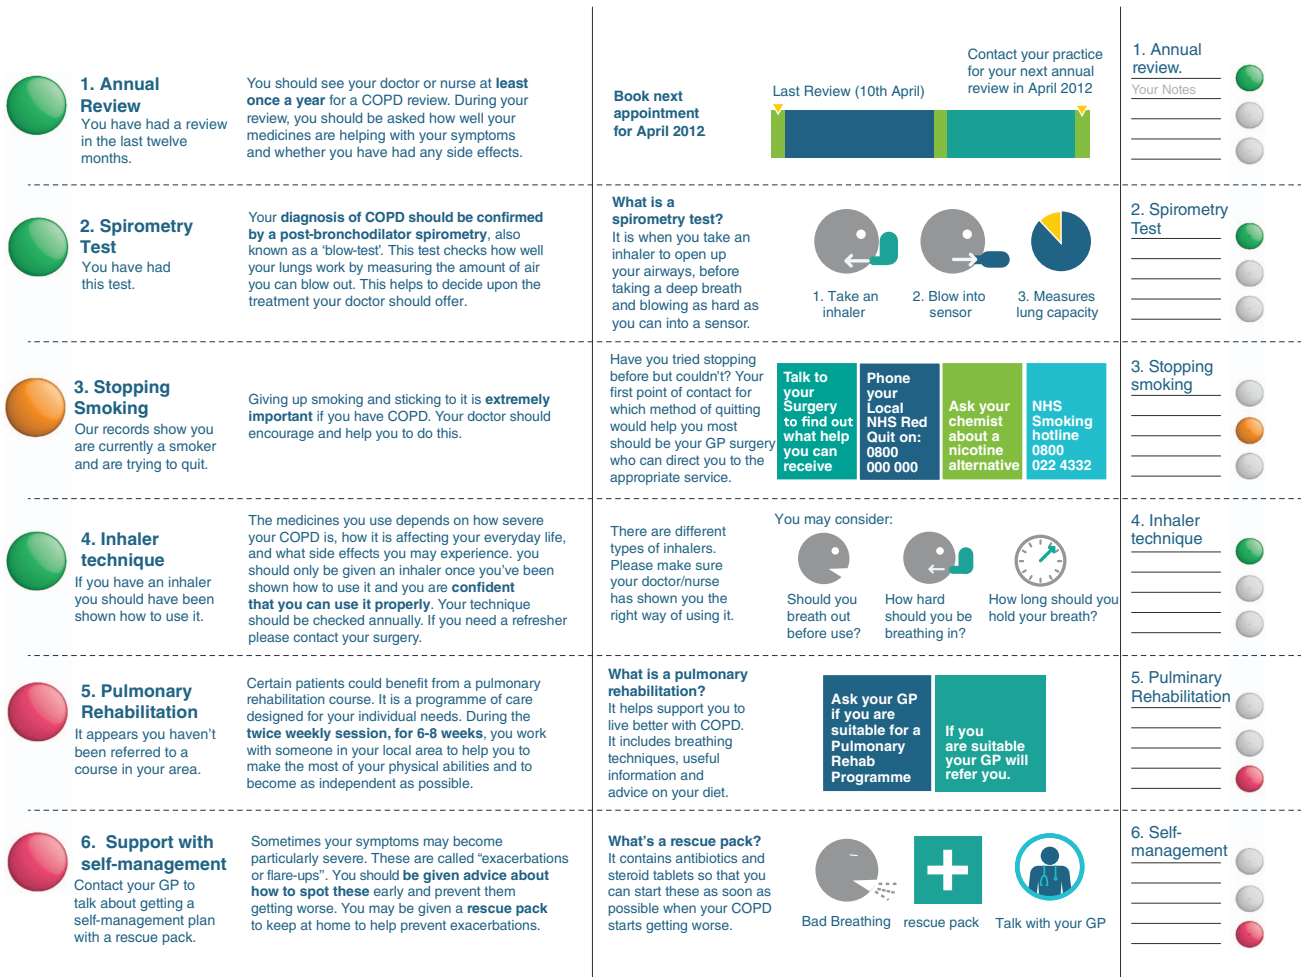 1. Annual
Review
You have had a review
in the last twelve
months.
You should see your doctor or nurse at least
once a year for a COPD review. During your
review, you should be asked how well your
medicines are helping with your symptoms
and whether you have had any side effects.
Book next
appointment
for April 2012
Last Review (10th April)
Contact your practice
for your next annual
review in April 2012
1. Annual
review.
Your Notes
2. Spirometry
Test
You have had
this test.
Your diagnosis of COPD should be confirmed
by a post-bronchodilator spirometry, also
known as a ‘blow-test’. This test checks how well
your lungs work by measuring the amount of air
you can blow out. This helps to decide upon the
treatment your doctor should offer.
What is a
spirometry test?
It is when you take an
inhaler to open up
your airways, before
taking a deep breath
and blowing as hard as
you can into a sensor.
1. Take an
inhaler
2. Blow into
sensor
3. Measures
lung capacity
2. Spirometry
Test
3. Stopping
Smoking
Our records show you
are currently a smoker
and are trying to quit.
Giving up smoking and sticking to it is extremely
important if you have COPD. Your doctor should
encourage and help you to do this.
Have you tried stopping
before but couldn’t? Your
first point of contact for
which method of quitting
would help you most
should be your GP surgery
who can direct you to the
appropriate service.
Talk to
your
Surgery
to find out
what help
you can
receive
Phone
your
Local
NHS Red
Quit on:
0800
000 000
Ask your
chemist
about a
nicotine
alternative
NHS
Smoking
hotline
0800
022 4332
3. Stopping
smoking
4. Inhaler
technique
If you have an inhaler
you should have been
shown how to use it.
The medicines you use depends on how severe
your COPD is, how it is affecting your everyday life,
and what side effects you may experience. you
should only be given an inhaler once you’ve been
shown how to use it and you are confident
that you can use it properly. Your technique
should be checked annually. If you need a refresher
please contact your surgery.
There are different
types of inhalers.
Please make sure
your doctor/nurse
has shown you the
right way of using it.
You may consider:
Should you
breath out
before use?
How hard
should you be
breathing in?
How long should you
hold your breath?
4. Inhaler
technique
5. Pulmonary
Rehabilitation
It appears you haven’t
been referred to a
course in your area.
Certain patients could benefit from a pulmonary
rehabilitation course. It is a programme of care
designed for your individual needs. During the
twice weekly session, for 6-8 weeks, you work
with someone in your local area to help you to
make the most of your physical abilities and to
become as independent as possible.
What is a pulmonary
rehabilitation?
It helps support you to
live better with COPD.
It includes breathing
techniques, useful
information and
advice on your diet.
Ask your GP
if you are
suitable for a
Pulmonary
Rehab
Programme
If you
are suitable
your GP will
refer you.
5. Pulminary
Rehabilitation
6. Support with
self-management
Contact your GP to
talk about getting a
self-management plan
with a rescue pack.
Sometimes your symptoms may become
particularly severe. These are called “exacerbations
or flare-ups”. You should be given advice about
how to spot these early and prevent them
getting worse. You may be given a rescue pack
to keep at home to help prevent exacerbations.
What’s a rescue pack?
It contains antibiotics and
steroid tablets so that you
can start these as soon as
possible when your COPD
starts getting worse.
Bad Breathing
rescue pack
Talk with your GP
6. Self-
management